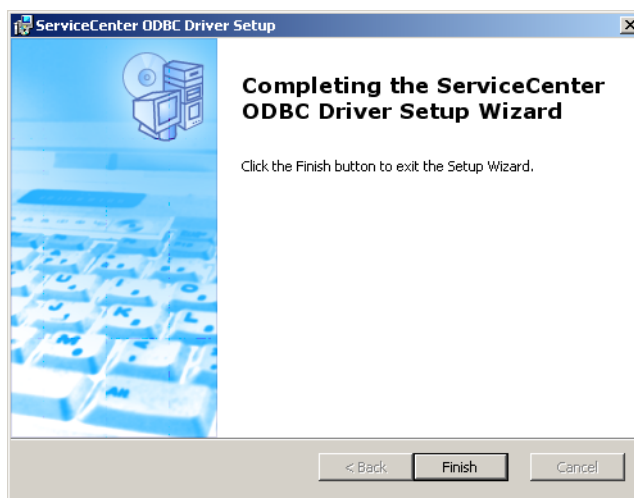 ServiceCenter ODBC Driver Setup
Completing the ServiceCenter
ODBC Driver Setup Wizard
Click the Finish button to exit the Setup Wizard.
< Back
Finish
Cancel